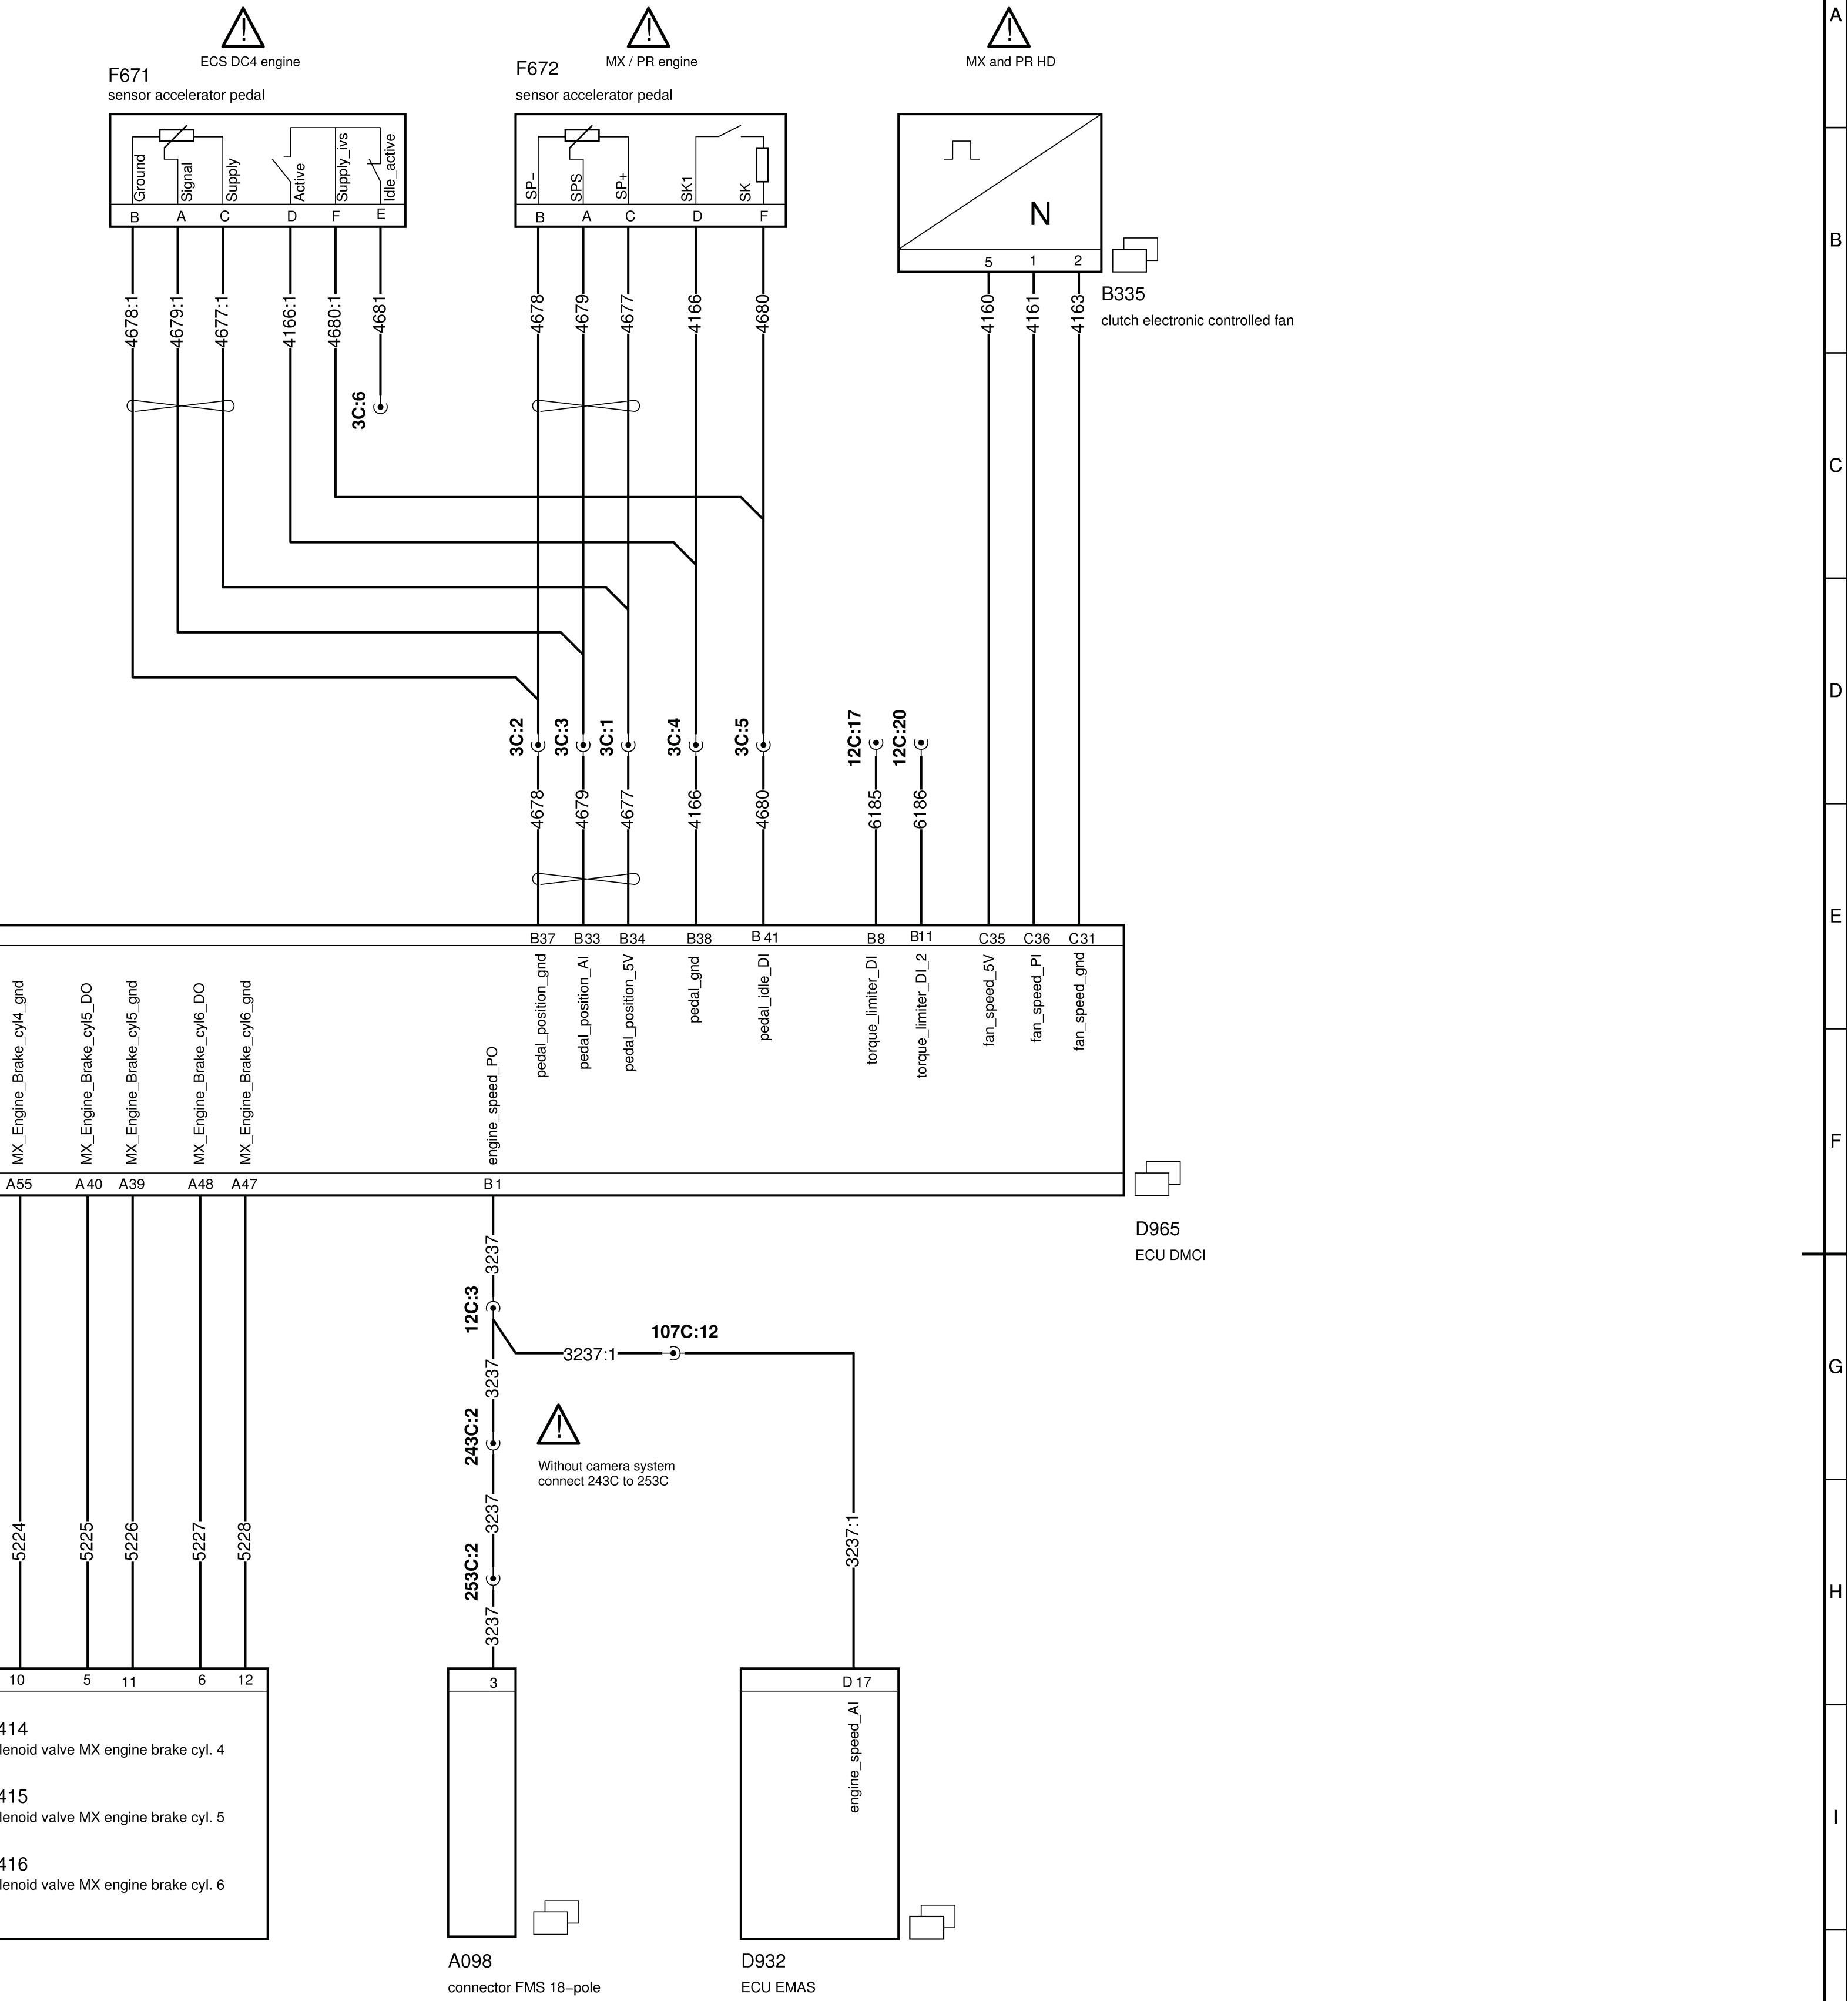 A
ECS DC4 engine
MX / PR engine
MX and PR HD
F671
sensor accelerator pedal
F672
sensor accelerator pedal
Ground
Signal
Supply
Active
Supply_ivs
Idle_active
B A C D F E
SP−
SPS
SP+
SK1
SK
B A C D F
N
5 1 2
B
B335
clutch electronic controlled fan
4678:1
4679:1
4677:1
4166:1
4680:1
4681
4678
4679
4677
4166
4680
4160
4161
4163
3C:6
C
D
3C:2
3C:3
3C:1
3C:4
3C:5
12C:17
12C:20
4678
4679
4677
4166
4680
6185
6186
E
B37 B33 B34 B38 B 41 B8 B11 C35 C36 C31
pedal_position_gnd
pedal_position_AI
pedal_position_5V
pedal_gnd
pedal_idle_DI
torque_limiter_DI
torque_limiter_DI_2
fan_speed_5V
fan_speed_PI
fan_speed_gnd
MX_Engine_Brake_cyl4_gnd
MX_Engine_Brake_cyl5_DO
MX_Engine_Brake_cyl5_gnd
MX_Engine_Brake_cyl6_DO
MX_Engine_Brake_cyl6_gnd
engine_speed_PO
F
A55 A 40 A39 A48 A47 B 1
D965
ECU DMCI
3237
12C:3
107C:12
3237:1
3237
G
243C:2
Without camera system
connect 243C to 253C
3237
253C:2
3237
3237:1
5224
5225
5226
5227
5228
H
10 5 11 6 12
3
D 17
engine_speed_AI
414
lenoid valve MX engine brake cyl. 4
415
lenoid valve MX engine brake cyl. 5
416
lenoid valve MX engine brake cyl. 6
I
A098
connector FMS 18−pole
D932
ECU EMAS